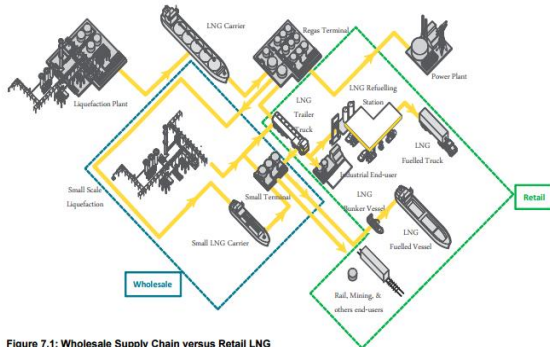 LNG Carrier
Regas Terminal
Liquefaction Plant
Power Plant
LNG
Trailer
Truck
LNG Refuelling
Station
LNG
Fuelled Truck
Industrial End-user
Small Scale
Liquefaction
Small Terminal
LNG
Bunker Vessel
LNG
Fuelled Vessel
Retail
Small LNG Carrier
Wholesale
Rail, Mining, &
others end-users
Figure 7.1: Wholesale Supply Chain versus Retail LNG